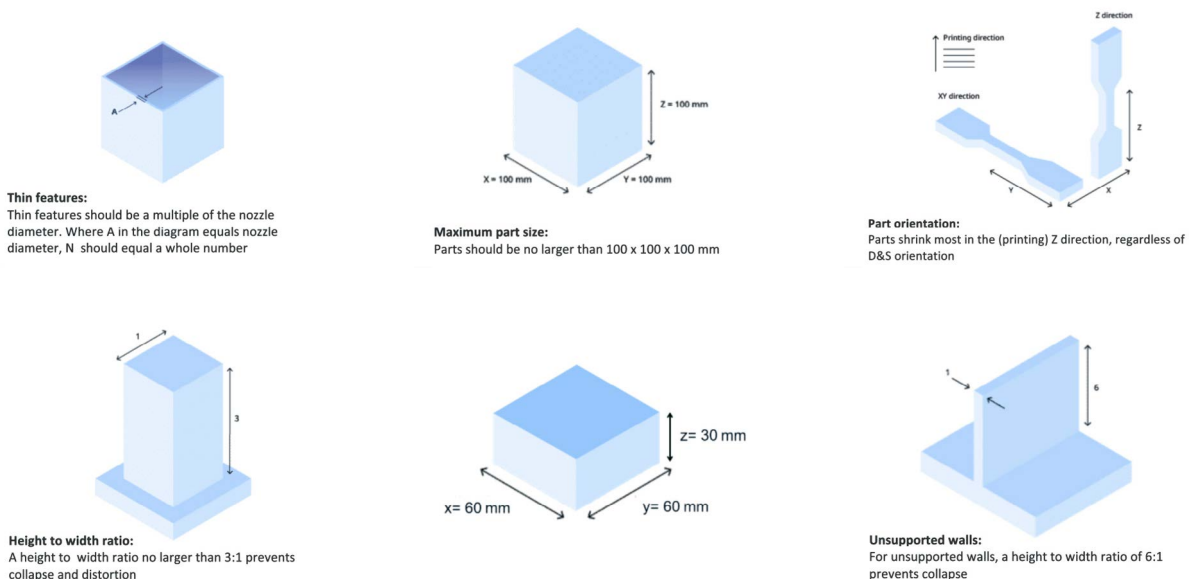 A
Thin features:
Thin features should be a multiple of the nozzle
diameter. Where A in the diagram equals nozzle
diameter, N should equal a whole number
Z = 100 mm
X = 100 mm
Y = 100 mm
Maximum part size:
Parts should be no larger than 100 x 100 x 100 mm
Z direction
Printing direction
XY direction
Z
Y
X
Part orientation:
Parts shrink most in the (printing) Z direction, regardless of
D&S orientation
1
3
Height to width ratio:
A height to width ratio no larger than 3:1 prevents
collapse and distortion
z= 30 mm
x= 60 mm
y= 60 mm
1
6
Unsupported walls:
For unsupported walls, a height to width ratio of 6:1
prevents collapse